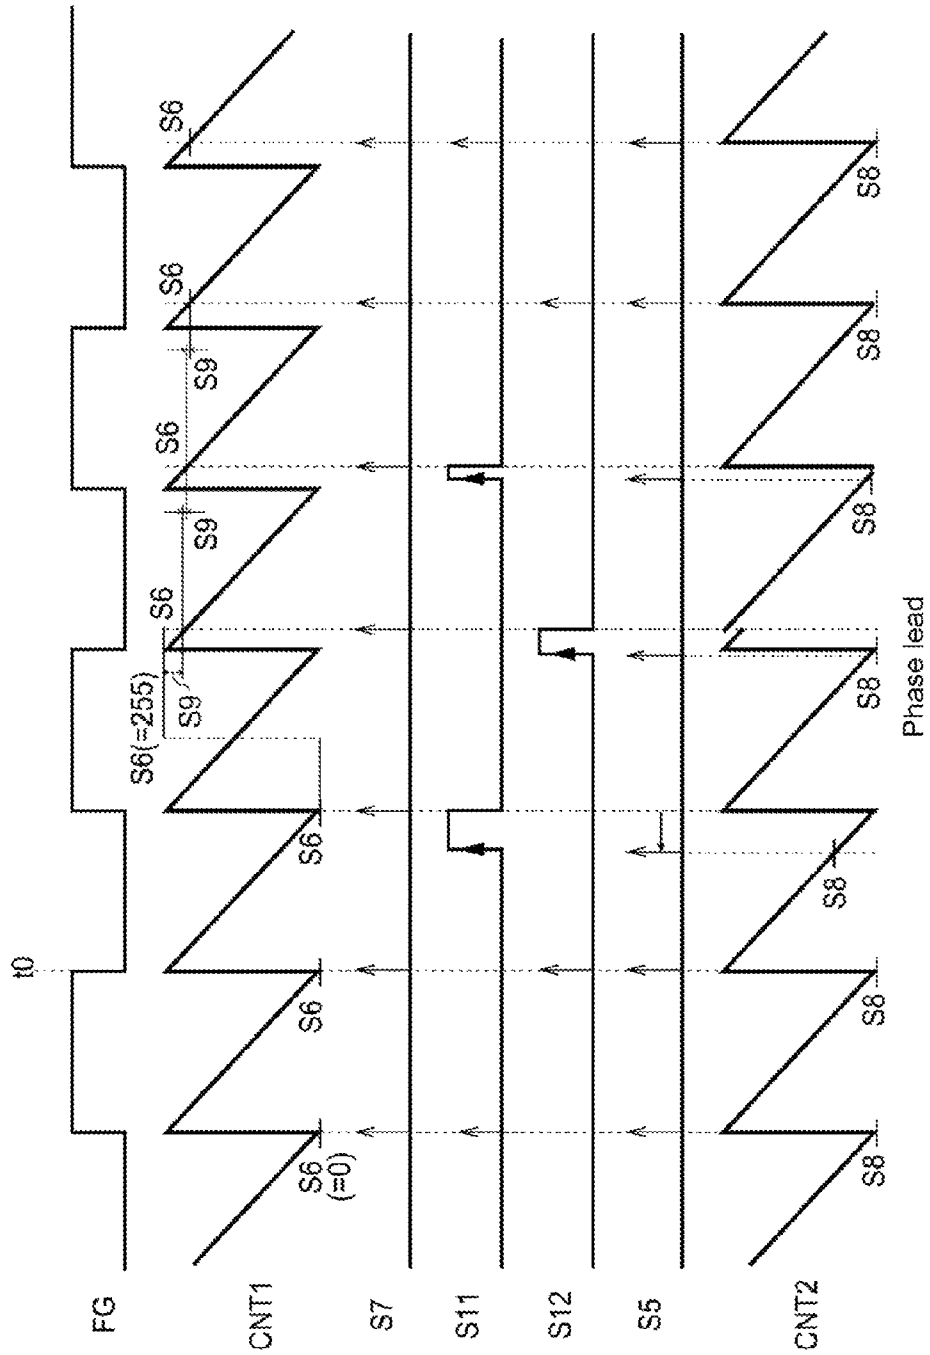 t0
FG
S6(=255)
S6
S6
S6
S6
S9
S9
S9
CNT1
S6
(=0)
S6
S6
S7
S11
S12
S5
CNT2
S8
S8
S8
S8
S8
S8
S8
Phase lead